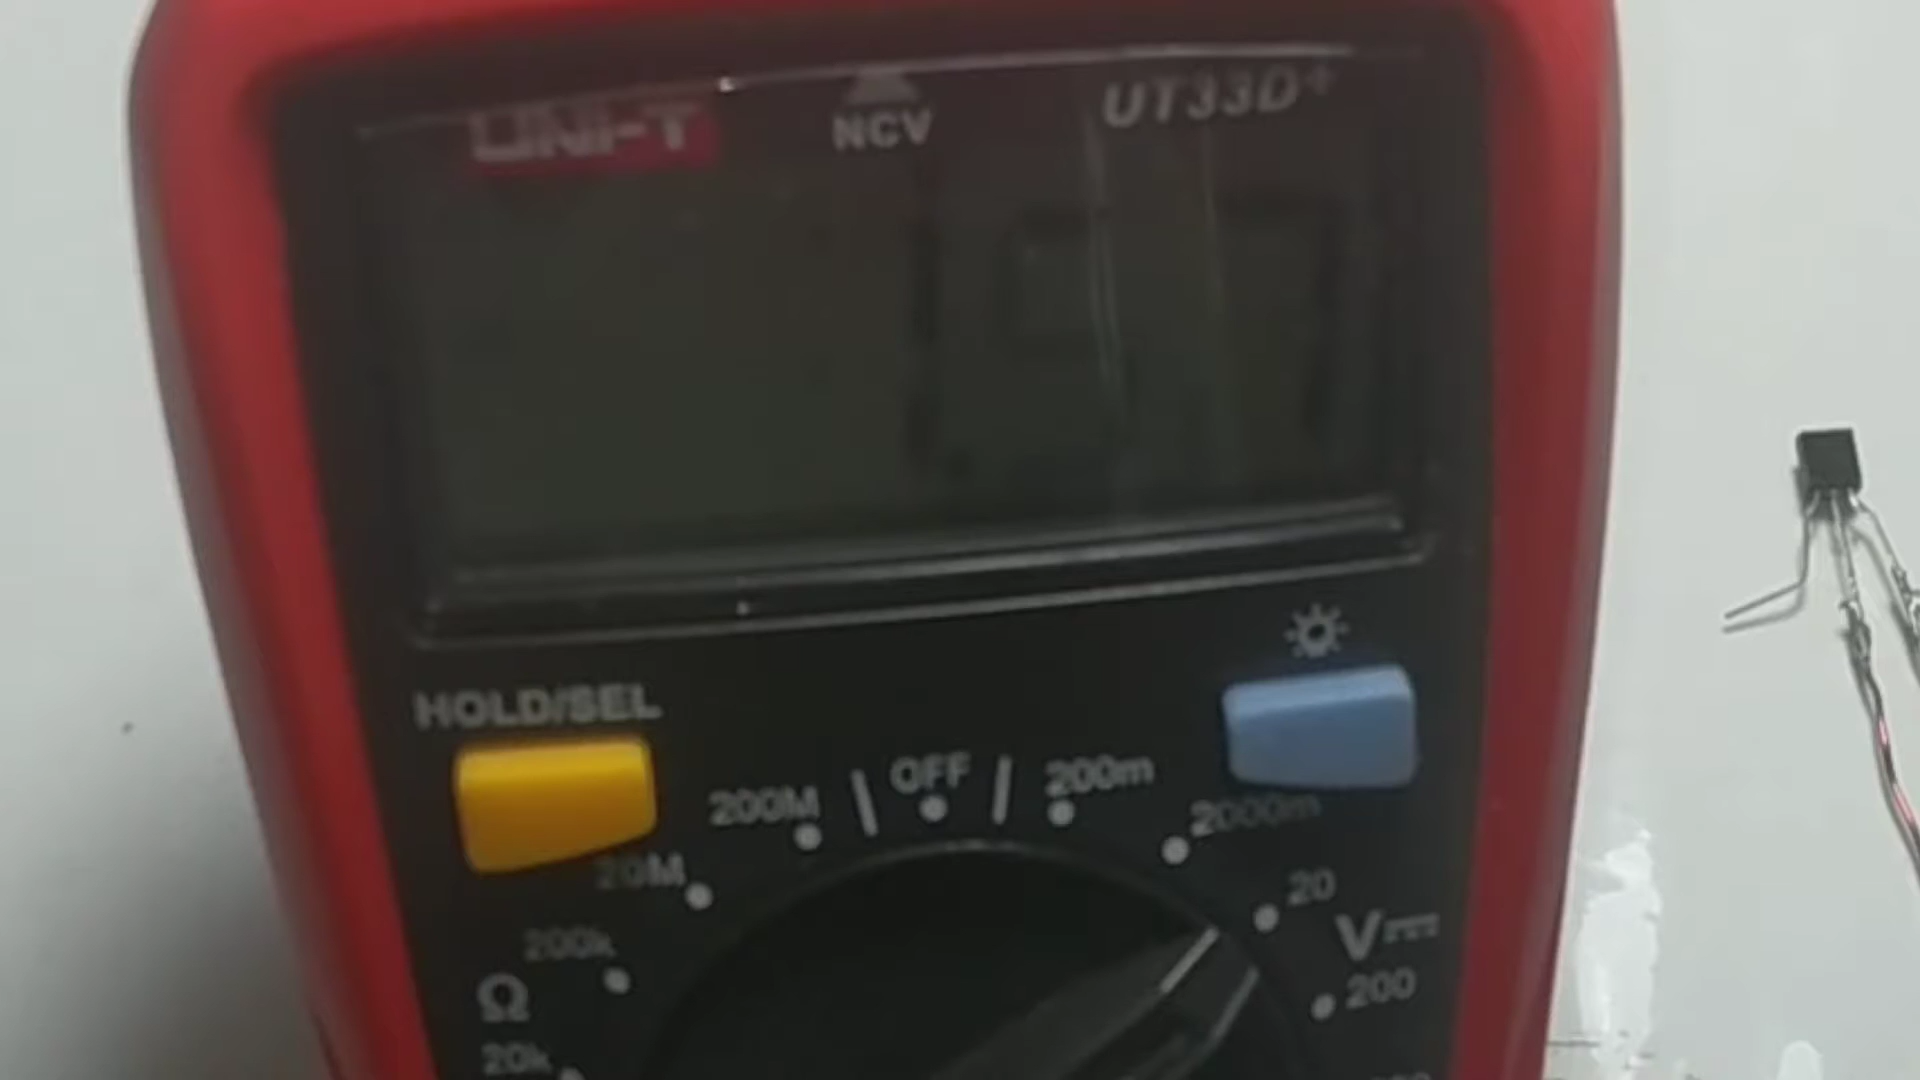 UNI-T
NCV
UT33D+
HOLD/SEL
OFF
200M
200m
20M
2000m
200k
20
V
Ω
200
20k